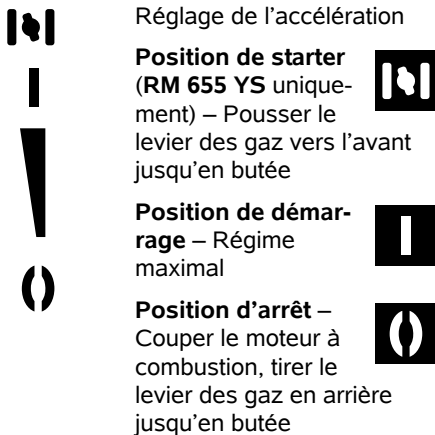 Réglage de l'accélération
Position de starter
(RM 655 YS unique-
ment) – Pousser le
levier des gaz vers l'avant
jusqu'en butée
Position de démar-
rage – Régime
maximal
Position d'arrêt –
Couper le moteur à
combustion, tirer le
levier des gaz en arrière
jusqu'en butée